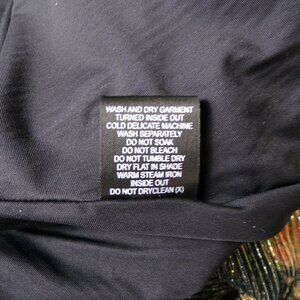 WASH AND DRY GARMENT
TURNED INSIDE OUT
COLD DELICATE MACHINE
WASH SEPARATELY
DO NOT SOAK
DO NOT BLEACH
DO NOT TUMBLE DRY
DRY FLAT IN SHADE
WARM STEAM IRON
INSIDE OUT
DO NOT DRYCLEAN (X)